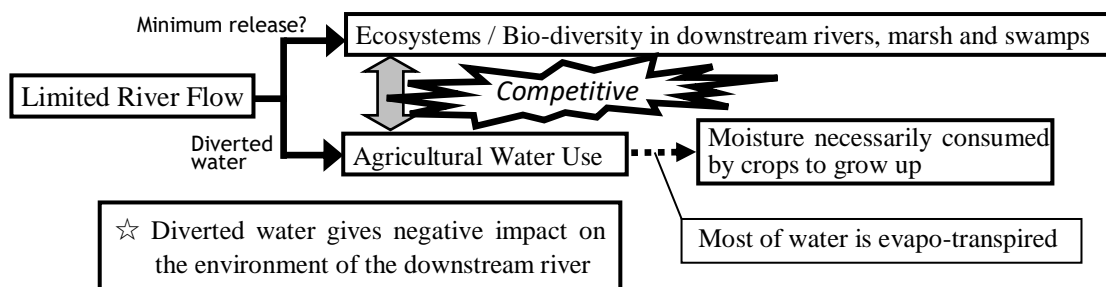 Minimum release?
Ecosystems / Bio-diversity in downstream rivers, marsh and swamps
Limited River Flow
Competitive
Diverted
water
Agricultural Water Use
Moisture necessarily consumed
by crops to grow up
☆ Diverted water gives negative impact on
the environment of the downstream river
Most of water is evapo-transpired